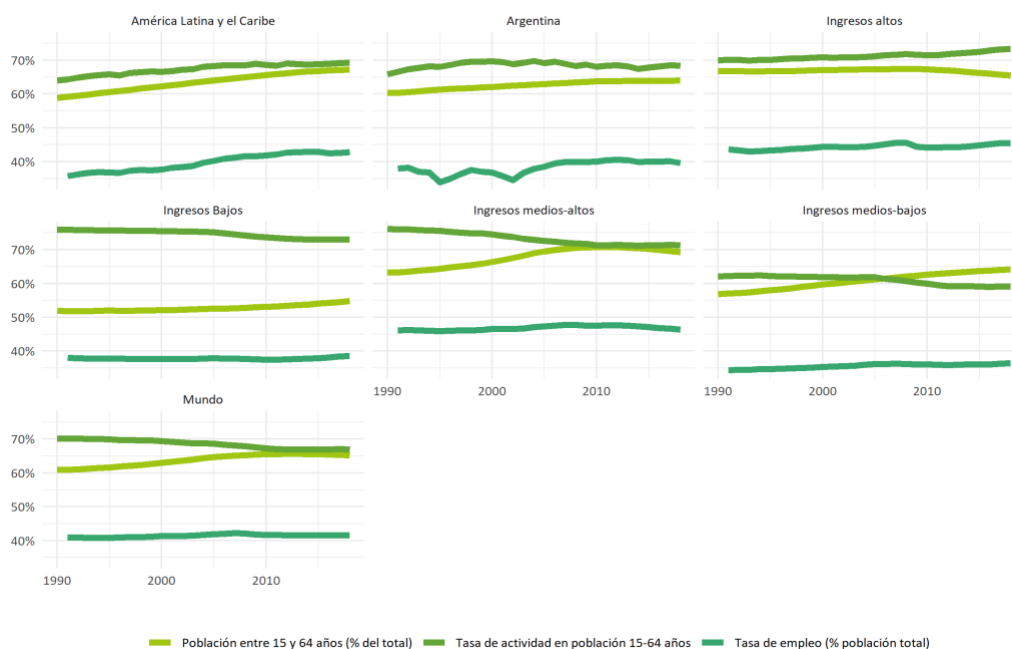 América Latina y el Caribe Argentina Ingresos altos
70%
60%
50%
40%
Ingresos Bajos Ingresos medios-altos Ingresos medios-bajos
70%
60%
50%
40%
1990 2000 2010 1990 2000 2010
Mundo
70%
60%
50%
40%
1990 2000 2010
Población entre 15 y 64 años (% del total) Tasa de actividad en población 15-64 años Tasa de empleo (% población total)